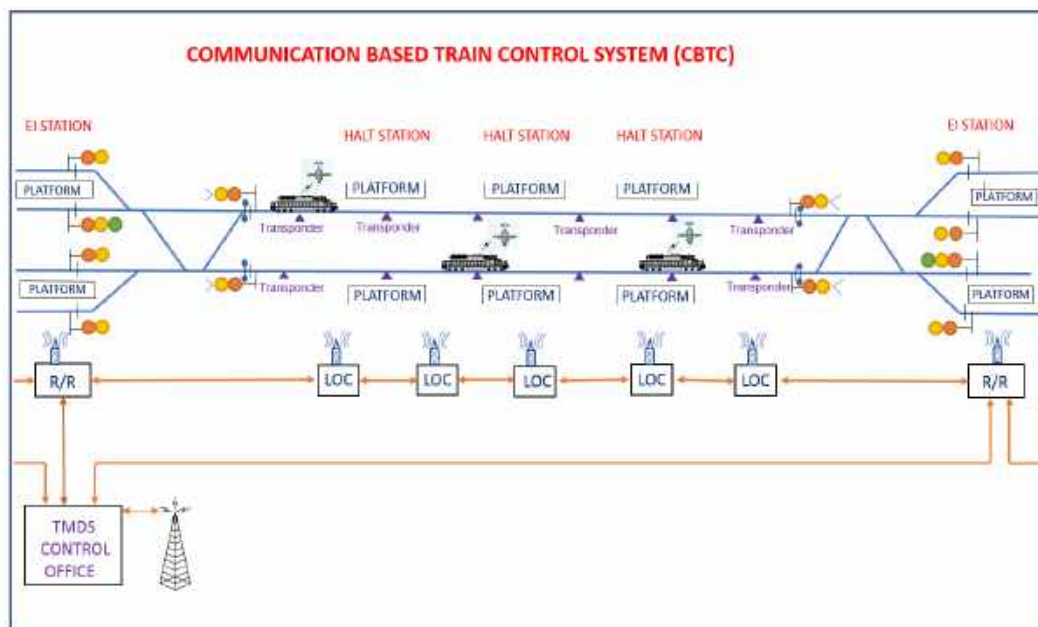 COMMUNICATION BASED TRAIN CONTROL SYSTEM (CBTC)
EI STATION
HALT STATION
HALT STATION
HALT STATION
EI STATION
PLATFORM
PLATFORM
PLATFORM
PLATFORM
PLATFORM
Transponder
Transponder
Transponder
Transponder
PLATFORM
Transponder
PLATFORM
PLATFORM
PLATFORM
Transponder
PLATFORM
R/R
LOC
LOC
LOC
LOC
LOC
R/R
TMDS
CONTROL
OFFICE